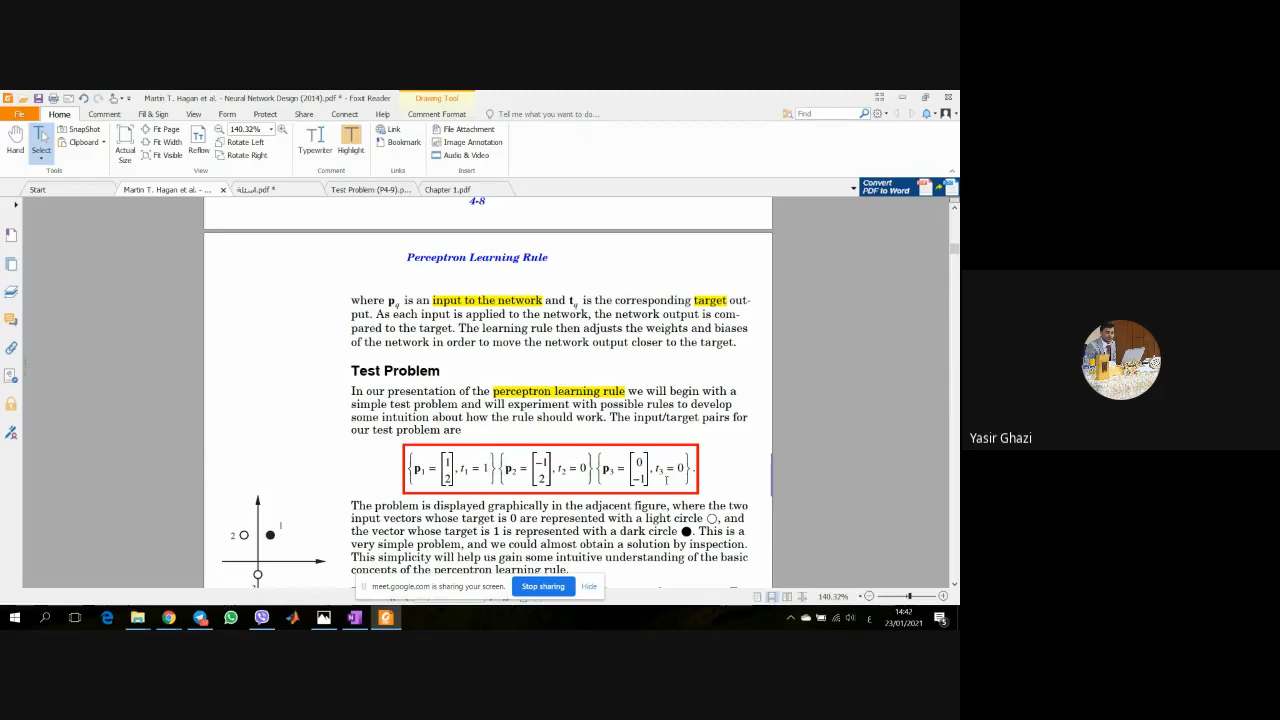 Martin T. Hagan et al. - Neural Network Design (2014).pdf * - Foxit Reader
Drawing Tool
File Home Comment Fill & Sign View Form Protect Share Connect Help Comment Format Tell me what you want to do... Find
Hand
Select
SnapShot
Clipboard
Tools
Actual Size
Fit Page
Fit Width
Fit Visible
Reflow
140.32%
Rotate Left
Rotate Right
View
Typewriter
Highlight
Comment
Link
Bookmark
Links
File Attachment
Image Annotation
Audio & Video
Insert
Start
Martin T. Hagan et al. - ...
اسئلة.pdf *
Test Problem (P4-9).p...
Chapter 1.pdf
Convert
PDF to Word
4-8
Perceptron Learning Rule
where p_q is an input to the network and t_q is the corresponding target out-
put. As each input is applied to the network, the network output is com-
pared to the target. The learning rule then adjusts the weights and biases
of the network in order to move the network output closer to the target.
Test Problem
In our presentation of the perceptron learning rule we will begin with a
simple test problem and will experiment with possible rules to develop
some intuition about how the rule should work. The input/target pairs for
our test problem are
{p1 = [1 2], t1 = 1} {p2 = [−1 2], t2 = 0} {p3 = [0 −1], t3 = 0}.
The problem is displayed graphically in the adjacent figure, where the two
input vectors whose target is 0 are represented with a light circle ○, and
the vector whose target is 1 is represented with a dark circle ●. This is a
very simple problem, and we could almost obtain a solution by inspection.
This simplicity will help us gain some intuitive understanding of the basic
concepts of the perceptron learning rule.
1
2
meet.google.com is sharing your screen.
Stop sharing
Hide
140.32%
14:42
23/01/2021
5
Yasir Ghazi